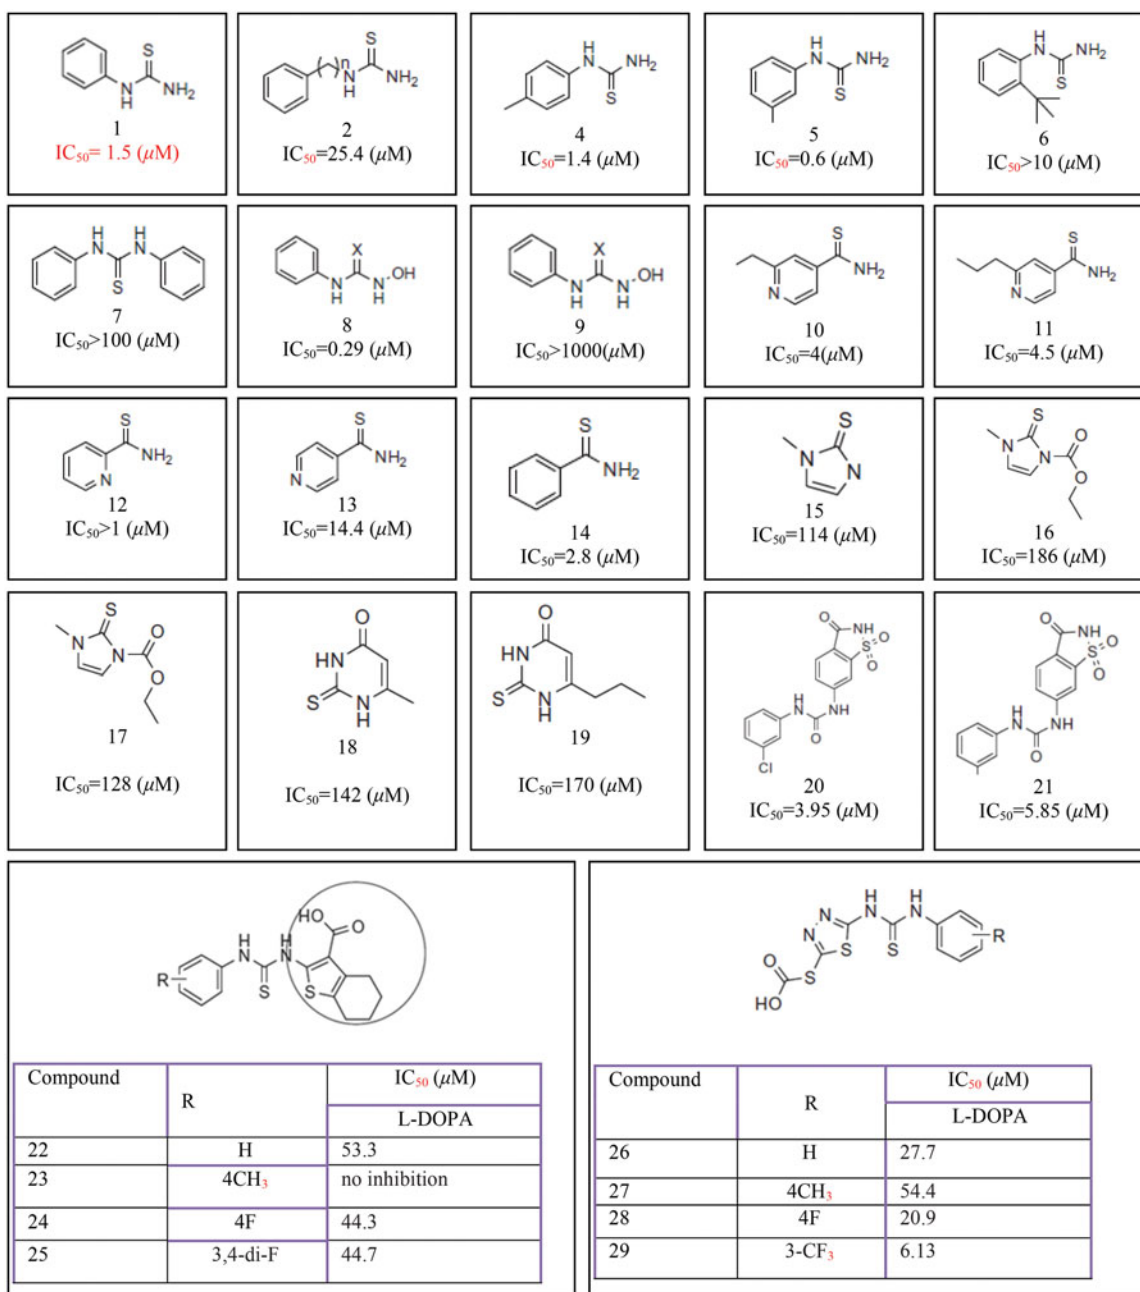 S
N
H
NH₂
1
IC₅₀= 1.5 (µM)
S
( )n
N
H
NH₂
2
IC₅₀=25.4 (µM)
H
N
NH₂
S
4
IC₅₀=1.4 (µM)
H
N
NH₂
S
5
IC₅₀=0.6 (µM)
H
N
NH₂
S
6
IC₅₀>10 (µM)
H
N
H
N
S
7
IC₅₀>100 (µM)
X
N
H
N
H
OH
8
IC₅₀=0.29 (µM)
X
N
H
N
H
OH
9
IC₅₀>1000(µM)
S
NH₂
N
10
IC₅₀=4(µM)
S
NH₂
N
11
IC₅₀=4.5 (µM)
S
NH₂
N
12
IC₅₀>1 (µM)
S
NH₂
N
13
IC₅₀=14.4 (µM)
S
NH₂
14
IC₅₀=2.8 (µM)
S
N
N
15
IC₅₀=114 (µM)
S
N
N
O
O
16
IC₅₀=186 (µM)
S
N
N
O
O
17
IC₅₀=128 (µM)
O
HN
S
N
H
18
IC₅₀=142 (µM)
O
HN
S
N
H
19
IC₅₀=170 (µM)
O
NH
S
O
O
H
N
H
N
O
Cl
20
IC₅₀=3.95 (µM)
O
NH
S
O
O
H
N
H
N
O
21
IC₅₀=5.85 (µM)
HO
O
H
N
H
N
S
S
R
Compound R IC₅₀ (µM)
L-DOPA
22 H 53.3
23 4CH₃ no inhibition
24 4F 44.3
25 3,4-di-F 44.7
H
N
H
N
N
N
S
S
R
S
O
HO
Compound R IC₅₀ (µM)
L-DOPA
26 H 27.7
27 4CH₃ 54.4
28 4F 20.9
29 3-CF₃ 6.13